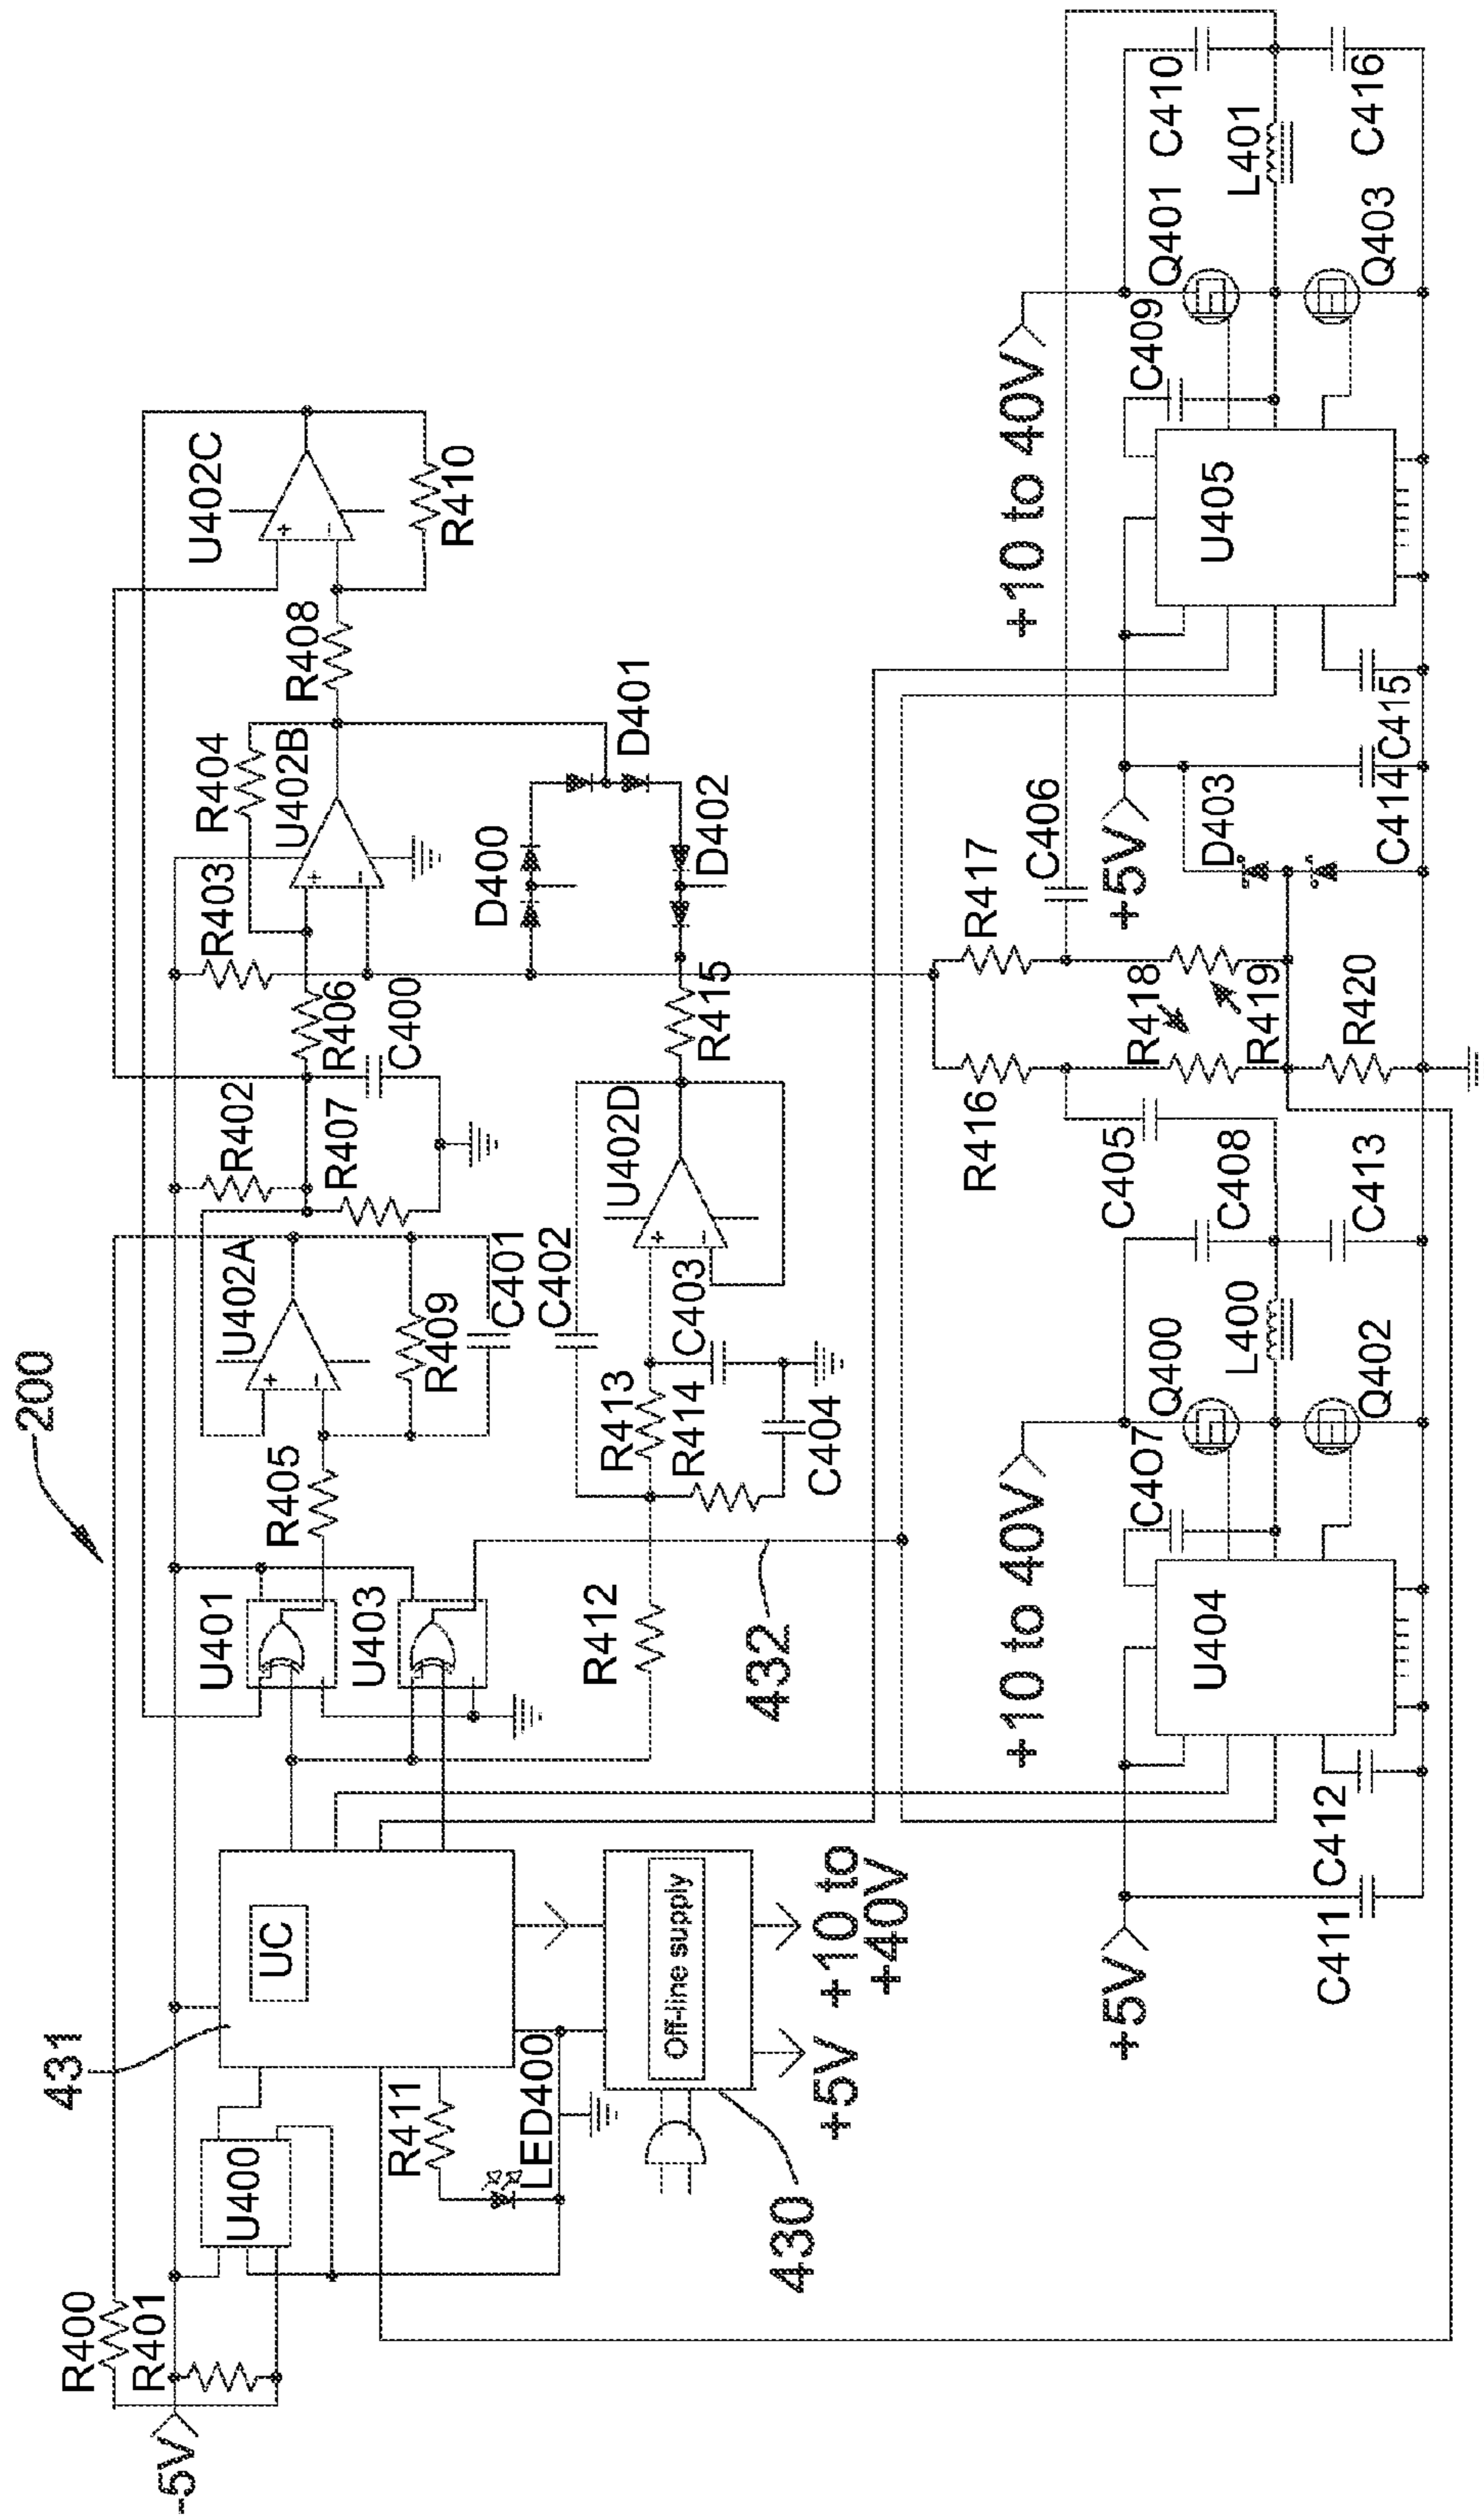 200
431
R400
R401
-5V
U400
UC
U401
R405
U402A
R402
R403
R404
U402B
U402C
R408
R406
R407
C400
R410
R411
U403
R409
C401
D400
D401
LED400
C402
U402D
D402
R415
R412
R413
C403
R414
C404
Off-line supply
430
432
+5V
+10 to
+40V
R416
R417
C406
+10 to 40V
+10 to 40V
C405
R418
+5V
+5V
C4O7
Q400
C408
C409
Q401
C410
U404
L400
R419
D403
U405
L401
C411
C412
Q402
C413
R420
C414
C415
Q403
C416